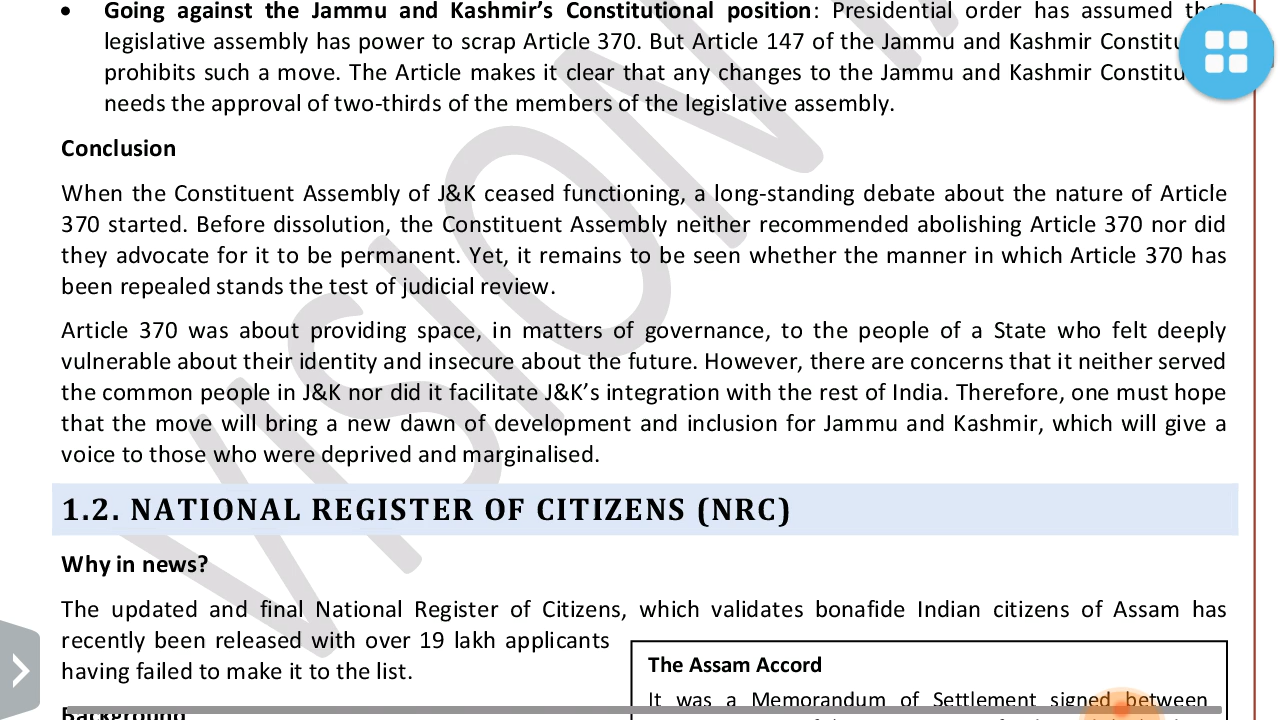 • Going against the Jammu and Kashmir's Constitutional position: Presidential order has assumed that
legislative assembly has power to scrap Article 370. But Article 147 of the Jammu and Kashmir
prohibits such a move. The Article makes it clear that any changes to the Jammu and Kashmir
needs the approval of two-thirds of the members of the legislative assembly.
Conclusion
When the Constituent Assembly of J&K ceased functioning, a long-standing debate about the nature of Article
370 started. Before dissolution, the Constituent Assembly neither recommended abolishing Article 370 nor did
they advocate for it to be permanent. Yet, it remains to be seen whether the manner in which Article 370 has
been repealed stands the test of judicial review.
Article 370 was about providing space, in matters of governance, to the people of a State who felt deeply
vulnerable about their identity and insecure about the future. However, there are concerns that it neither served
the common people in J&K nor did it facilitate J&K's integration with the rest of India. Therefore, one must hope
that the move will bring a new dawn of development and inclusion for Jammu and Kashmir, which will give a
voice to those who were deprived and marginalised.
1.2. NATIONAL REGISTER OF CITIZENS (NRC)
Why in news?
The updated and final National Register of Citizens, which validates bonafide Indian citizens of Assam has
recently been released with over 19 lakh applicants
having failed to make it to the list.
Background
The Assam Accord
It was a Memorandum of Settlement signed between
VISION